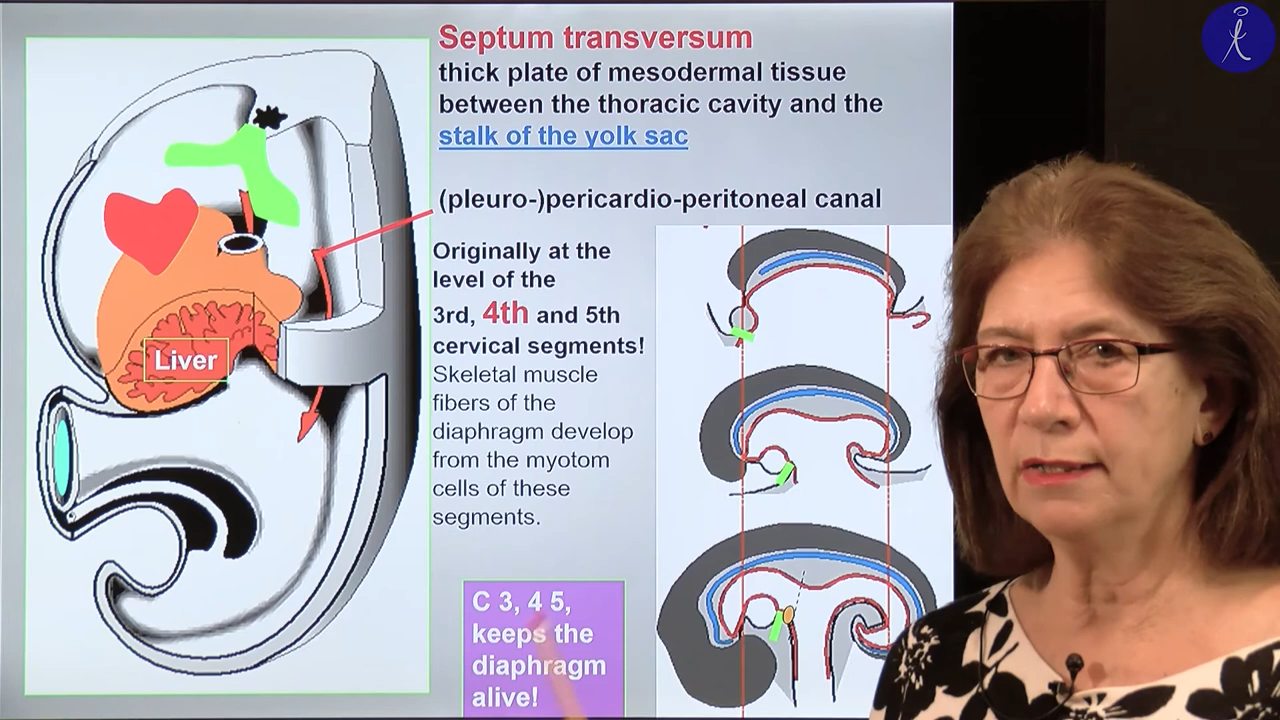 Septum transversum
thick plate of mesodermal tissue
between the thoracic cavity and the
stalk of the yolk sac
(pleuro-)pericardio-peritoneal canal
Originally at the
level of the
3rd, 4th and 5th
cervical segments!
Skeletal muscle
fibers of the
diaphragm develop
from the myotom
cells of these
segments.
Liver
C 3, 4 5,
keeps the
diaphragm
alive!